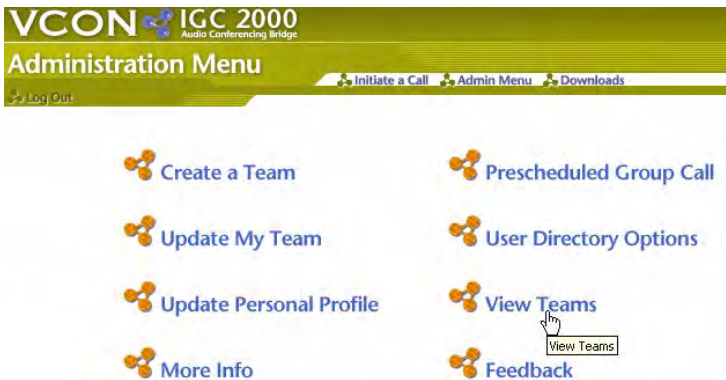 VCON IGC 2000
Audio Conferencing Bridge
Administration Menu
Initiate a Call Admin Menu Downloads
Log Out
Create a Team Prescheduled Group Call
Update My Team User Directory Options
Update Personal Profile View Teams
View Teams
More Info Feedback